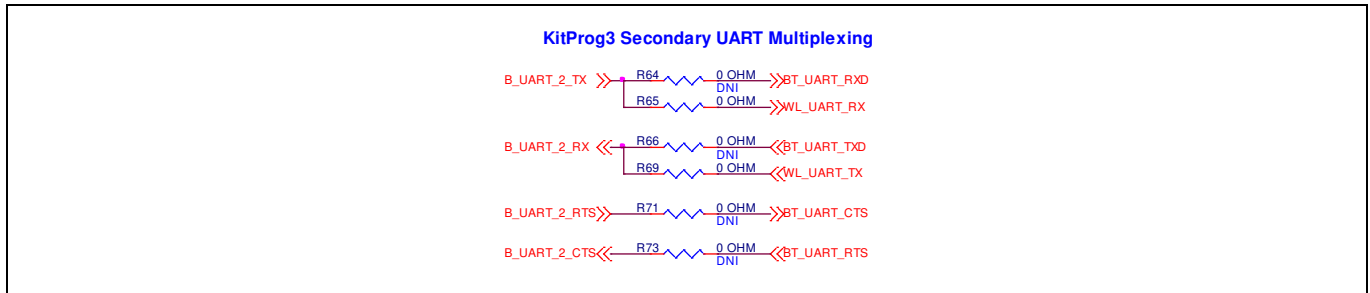 KitProg3 Secondary UART Multiplexing
B_UART_2_TX R64 0 OHM BT_UART_RXD
DNI
R65 0 OHM WL_UART_RX
B_UART_2_RX R66 0 OHM BT_UART_TXD
DNI
R69 0 OHM WL_UART_TX
B_UART_2_RTS R71 0 OHM BT_UART_CTS
DNI
B_UART_2_CTS R73 0 OHM BT_UART_RTS
DNI